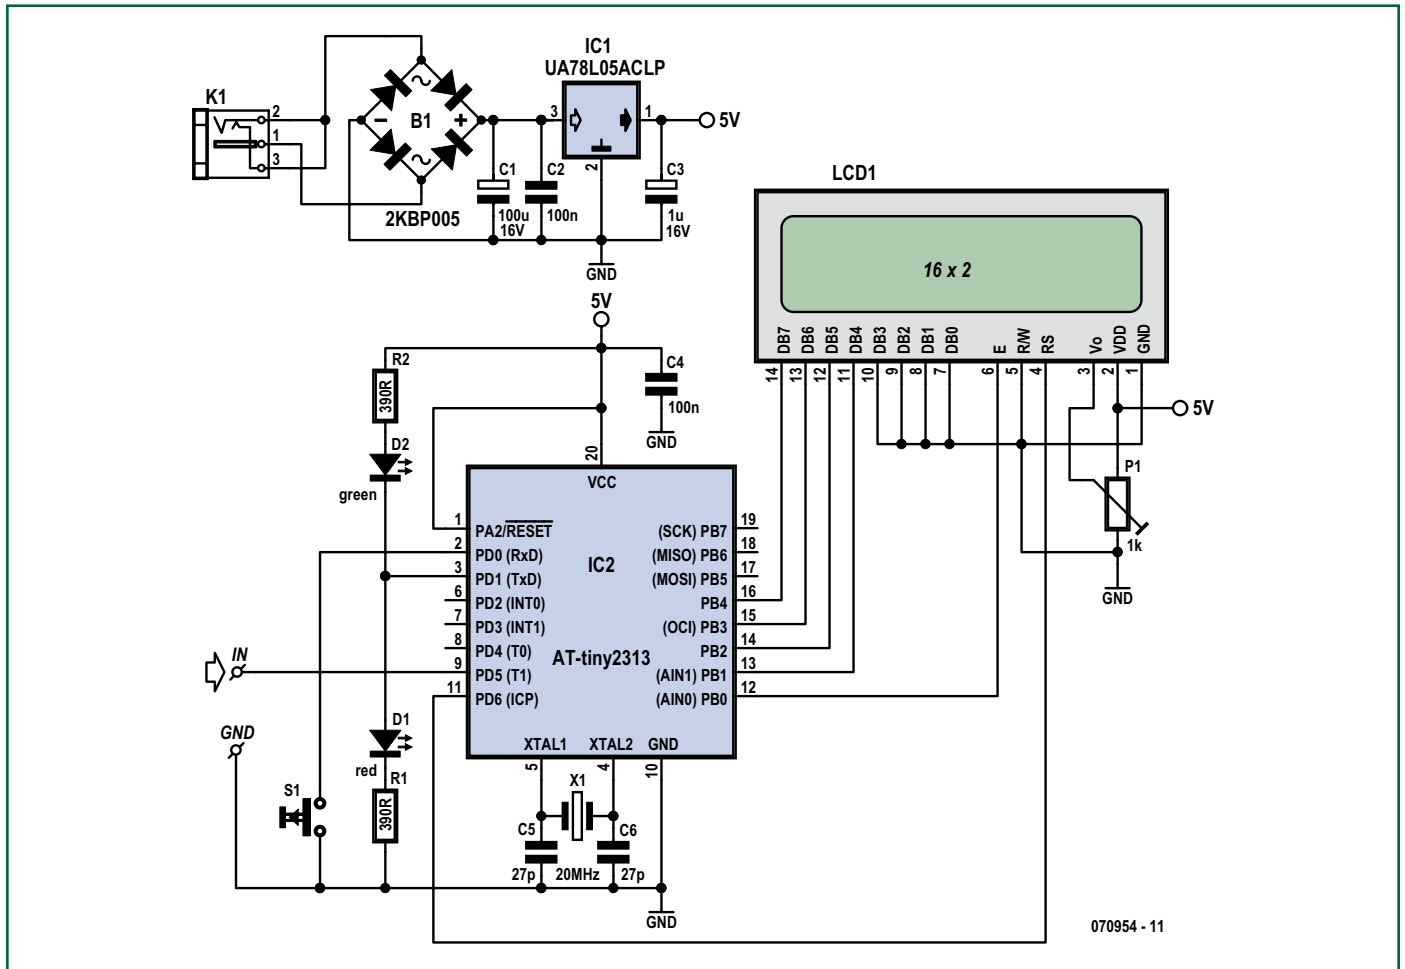 K1
2
1
3
B1
−
+
2KBP005
IC1
UA78L05ACLP
3
1
2
5V
C1
100u
16V
C2
100n
C3
1u
16V
GND
LCD1
16 x 2
DB7
DB6
DB5
DB4
DB3
DB2
DB1
DB0
E
R/W
RS
Vo
VDD
GND
14
13
12
11
10
9
8
7
6
5
4
3
2
1
5V
P1
1k
GND
5V
R2
390R
D2
green
C4
100n
GND
20
VCC
1
PA2/RESET
2
PD0 (RxD)
3
PD1 (TxD)
6
PD2 (INT0)
7
PD3 (INT1)
8
PD4 (T0)
9
PD5 (T1)
11
PD6 (ICP)
IC2
AT-tiny2313
(SCK) PB7
19
(MISO) PB6
18
(MOSI) PB5
17
PB4
16
(OCI) PB3
15
PB2
14
(AIN1) PB1
13
(AIN0) PB0
12
XTAL1
XTAL2
GND
5
4
10
IN
GND
D1
red
R1
390R
S1
X1
C5
27p
20MHz
C6
27p
GND
070954 - 11